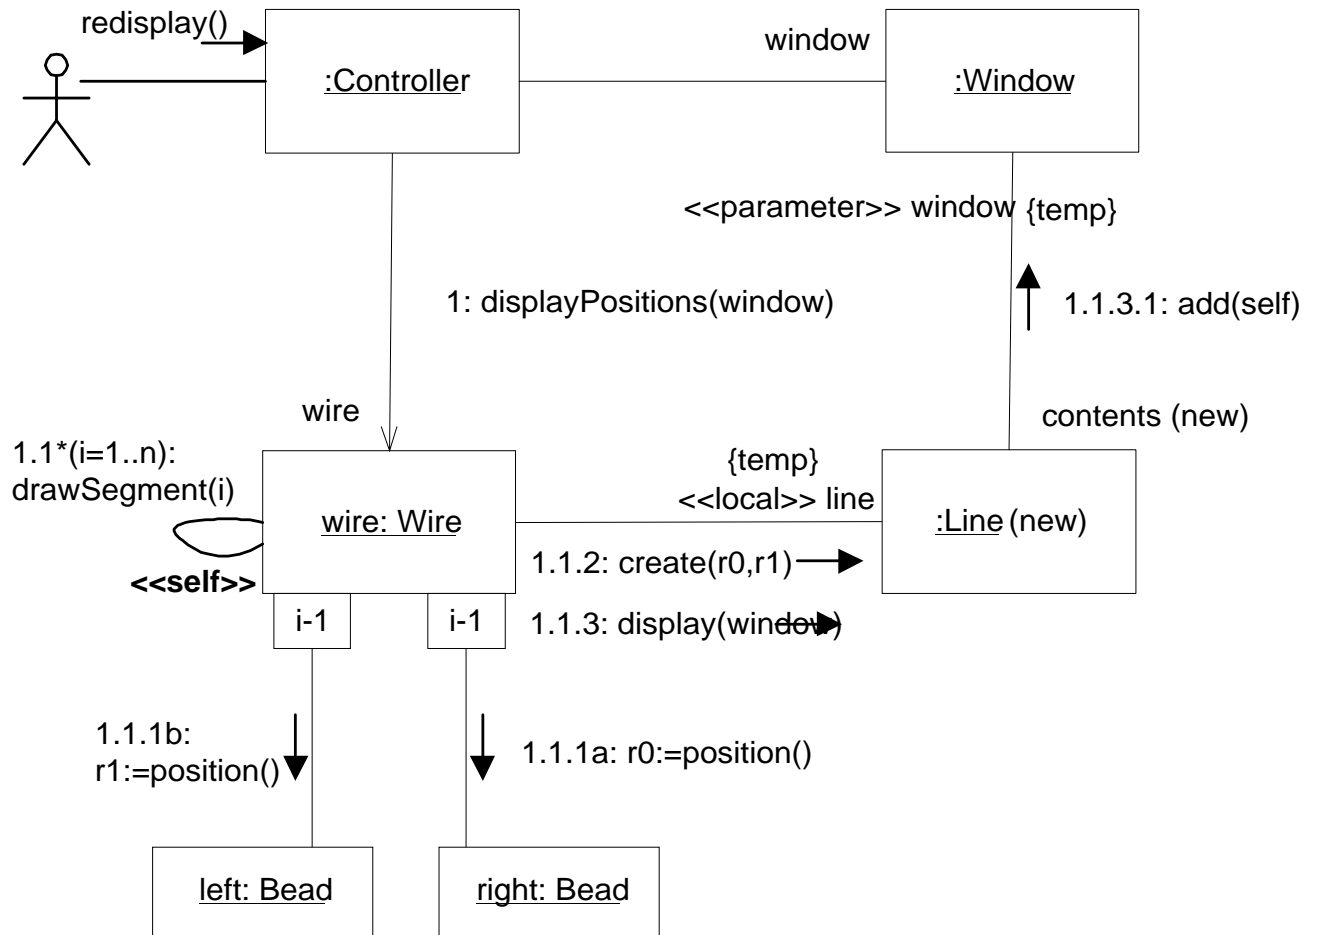 redisplay()
window
:Controller
:Window
<<parameter>> window {temp}
1: displayPositions(window)
1.1.3.1: add(self)
wire
contents (new)
1.1*(i=1..n):
drawSegment(i)
{temp}
<<local>> line
wire: Wire
:Line (new)
1.1.2: create(r0,r1)
<<self>>
i-1
i-1
1.1.3: display(window)
1.1.1b:
r1:=position()
1.1.1a: r0:=position()
left: Bead
right: Bead